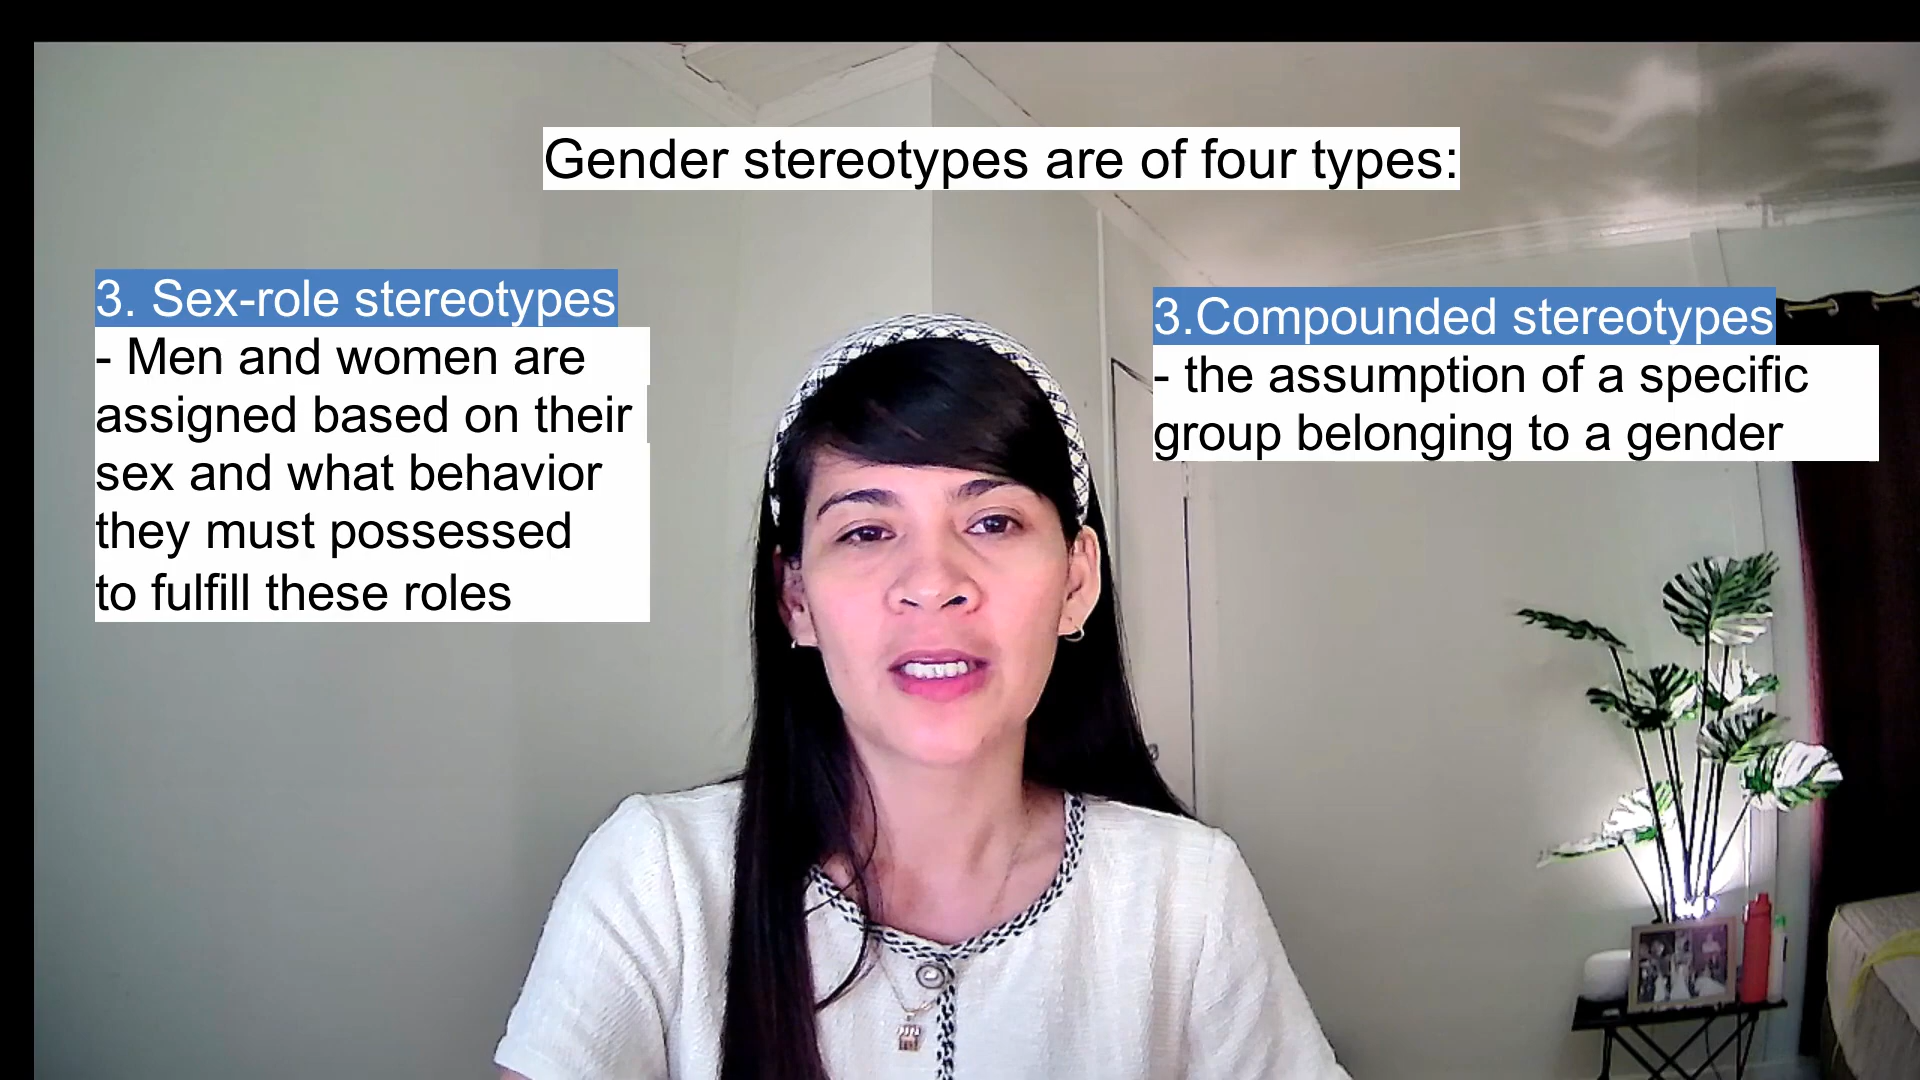 Gender stereotypes are of four types:
3. Sex-role stereotypes
- Men and women are
assigned based on their
sex and what behavior
they must possessed
to fulfill these roles
3.Compounded stereotypes
- the assumption of a specific
group belonging to a gender